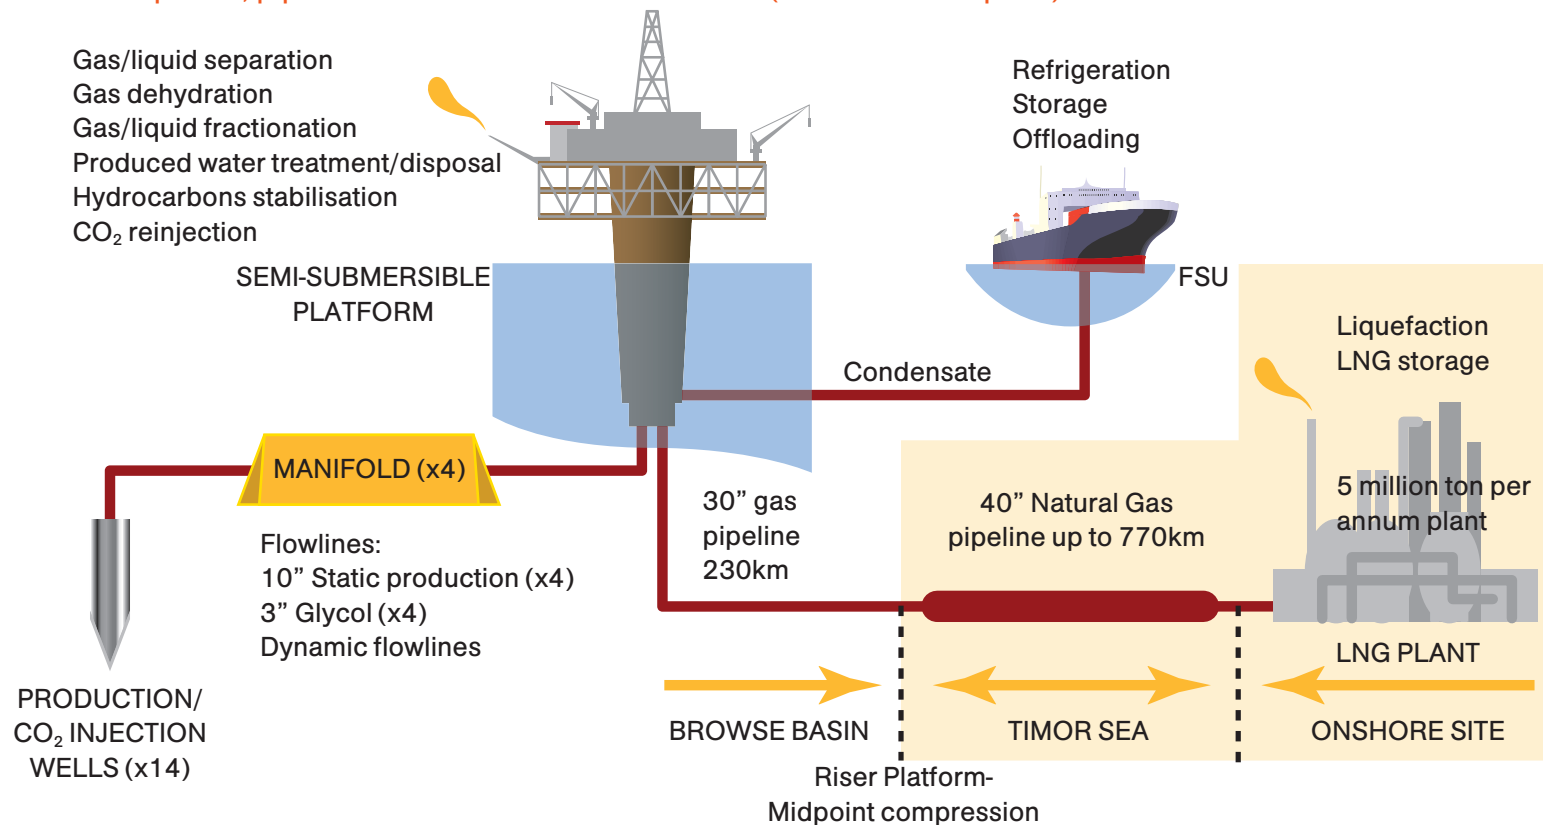 Gas/liquid separation
Gas dehydration
Gas/liquid fractionation
Produced water treatment/disposal
Hydrocarbons stabilisation
CO₂ reinjection
SEMI-SUBMERSIBLE
PLATFORM
Refrigeration
Storage
Offloading
FSU
Condensate
Liquefaction
LNG storage
5 million ton per
annum plant
LNG PLANT
MANIFOLD (x4)
Flowlines:
10” Static production (x4)
3” Glycol (x4)
Dynamic flowlines
30” gas
pipeline
230km
40” Natural Gas
pipeline up to 770km
PRODUCTION/
CO₂ INJECTION
WELLS (x14)
BROWSE BASIN
TIMOR SEA
ONSHORE SITE
Riser Platform-
Midpoint compression